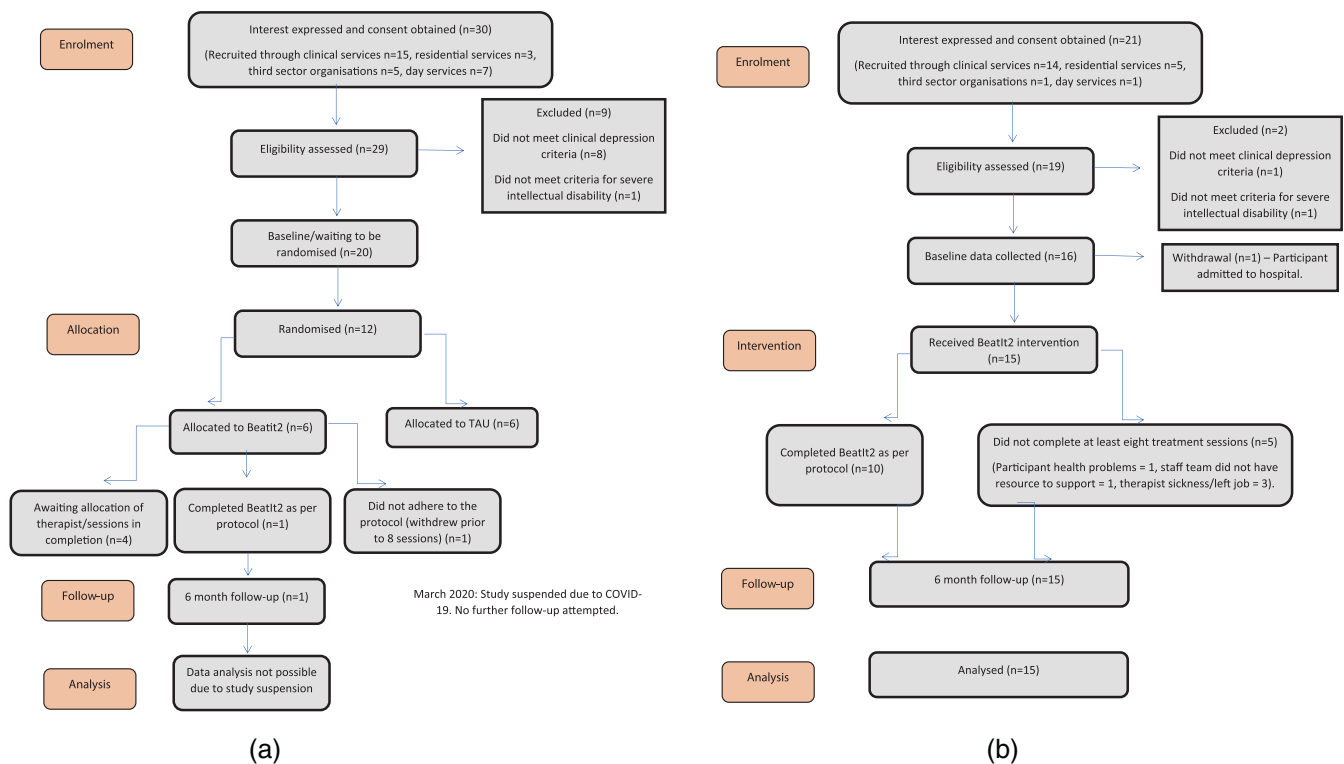 Enrolment
Interest expressed and consent obtained (n=30)
(Recruited through clinical services n=15, residential services n=3,
third sector organisations n=5, day services n=7)
Eligibility assessed (n=29)
Excluded (n=9)
Did not meet clinical depression
criteria (n=8)
Did not meet criteria for severe
intellectual disability (n=1)
Baseline/waiting to be
randomised (n=20)
Allocation
Randomised (n=12)
Allocated to Beatit2 (n=6)
Allocated to TAU (n=6)
Awaiting allocation of
therapist/sessions in
completion (n=4)
Completed BeatIt2 as per
protocol (n=1)
Did not adhere to the
protocol (withdrew prior
to 8 sessions) (n=1)
Follow-up
6 month follow-up (n=1)
March 2020: Study suspended due to COVID-
19. No further follow-up attempted.
Analysis
Data analysis not possible
due to study suspension
(a)
Enrolment
Interest expressed and consent obtained (n=21)
(Recruited through clinical services n=14, residential services n=5,
third sector organisations n=1, day services n=1)
Eligibility assessed (n=19)
Excluded (n=2)
Did not meet clinical depression
criteria (n=1)
Did not meet criteria for severe
intellectual disability (n=1)
Baseline data collected (n=16)
Withdrawal (n=1) – Participant
admitted to hospital.
Intervention
Received BeatIt2 intervention
(n=15)
Completed BeatIt2 as per
protocol (n=10)
Did not complete at least eight treatment sessions (n=5)
(Participant health problems = 1, staff team did not have
resource to support = 1, therapist sickness/left job = 3).
Follow-up
6 month follow-up (n=15)
Analysis
Analysed (n=15)
(b)